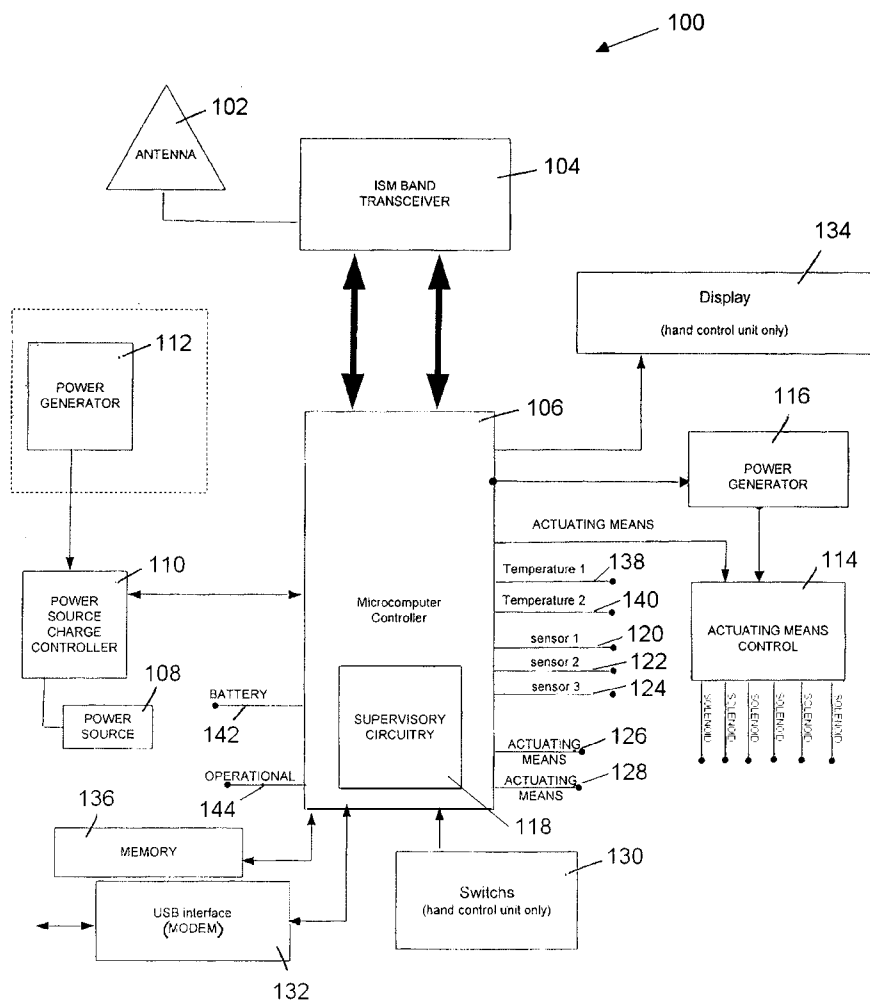 100
102
ANTENNA
ISM BAND
TRANSCEIVER
104
134
Display
(hand control unit only)
112
POWER
GENERATOR
106
116
POWER
GENERATOR
ACTUATING MEANS
110
POWER
SOURCE
CHARGE
CONTROLLER
Temperature 1
138
Temperature 2
140
114
ACTUATING MEANS
CONTROL
Microcomputer
Controller
sensor 1
120
sensor 2
122
sensor 3
124
108
POWER
SOURCE
BATTERY
142
SUPERVISORY
CIRCUITRY
SOLENOID
SOLENOID
SOLENOID
SOLENOID
SOLENOID
SOLENOID
ACTUATING
MEANS
126
OPERATIONAL
144
ACTUATING
MEANS
128
118
136
MEMORY
130
Switchs
(hand control unit only)
USB interface
(MODEM)
132